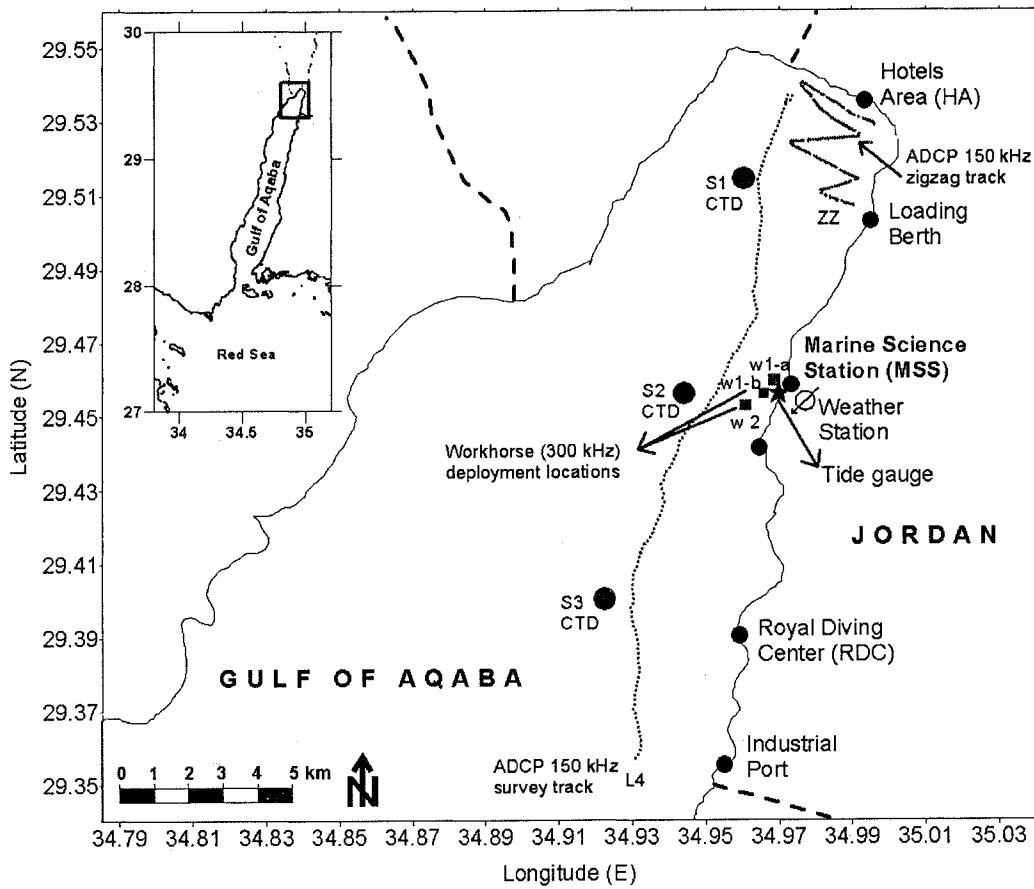 30
29
28
27
34
34.5
35
Gulf of Aqaba
Red Sea
29.55
29.53
29.51
29.49
29.47
29.45
29.43
29.41
29.39
29.37
29.35
Latitude (N)
Hotels
Area (HA)
ADCP 150 kHz
zigzag track
S1
CTD
ZZ
Loading
Berth
Marine Science
Station (MSS)
w1-a
w1-b
w 2
S2
CTD
Weather
Station
Workhorse (300 kHz)
deployment locations
Tide gauge
JORDAN
S3
CTD
Royal Diving
Center (RDC)
GULF OF AQABA
Industrial
Port
ADCP 150 kHz
survey track
L4
0 1 2 3 4 5 km
N
34.79 34.81 34.83 34.85 34.87 34.89 34.91 34.93 34.95 34.97 34.99 35.01 35.03
Longitude (E)